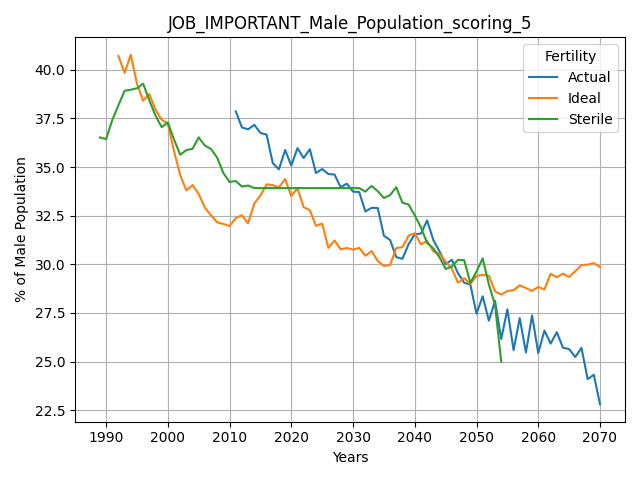 JOB_IMPORTANT_Male_Population_scoring_5
Fertility
Actual
Ideal
Sterile
% of Male Population
40.0
37.5
35.0
32.5
30.0
27.5
25.0
22.5
1990 2000 2010 2020 2030 2040 2050 2060 2070
Years